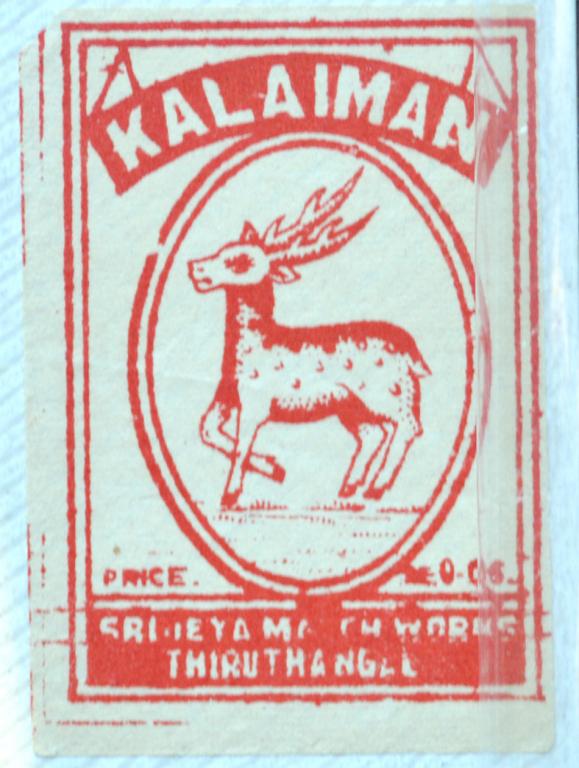 KALAIMAN
PRICE. 0-06.
SRI JEYA MATCH WORKS
THIRUTHANGAL